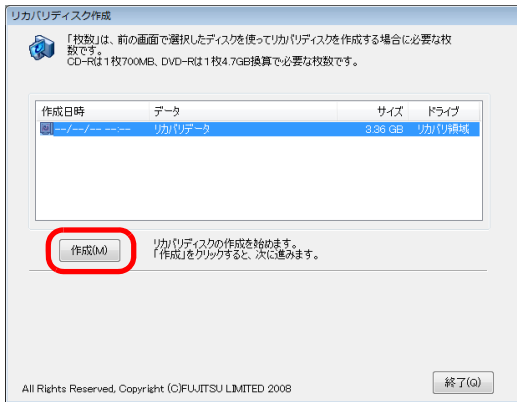 リカバリディスク作成
「枚数」は、前の画面で選択したディスクを使ってリカバリディスクを作成する場合に必要な枚
数です。
CD-Rは1枚700MB、DVD-Rは1枚4.7GB換算で必要な枚数です。
作成日時 データ サイズ ドライブ
--/--/-- --:-- リカバリデータ 3.36 GB リカバリ領域
作成(M)
リカバリディスクの作成を始めます。
「作成」をクリックすると、次に進みます。
終了(Q)
All Rights Reserved, Copyright (C)FUJITSU LIMITED 2008